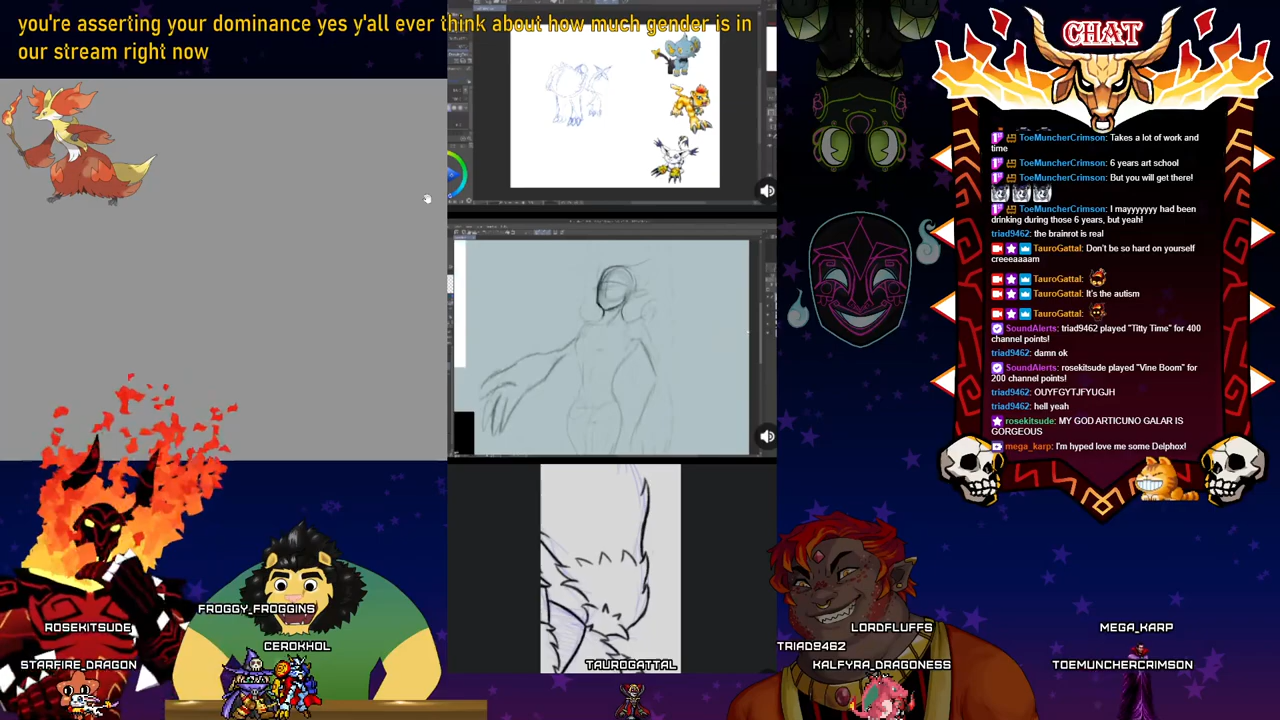 you're asserting your dominance yes y'all ever think about how much gender is in
our stream right now
CHAT
ToeMuncherCrimson: Takes a lot of work and
time
ToeMuncherCrimson: 6 years art school
ToeMuncherCrimson: But you will get there!
ToeMuncherCrimson: I mayyyyyy had been
drinking during those 6 years, but yeah!
triad9462: the brainrot is real
TauroGattal: Don't be so hard on yourself
creeeaaaam
TauroGattal:
TauroGattal: It's the autism
TauroGattal:
SoundAlerts: triad9462 played "Titty Time" for 400
channel points!
triad9462: damn ok
SoundAlerts: rosekitsude played "Vine Boom" for
200 channel points!
triad9462: OUYFGYTJFYUGJH
triad9462: hell yeah
rosekitsude: MY GOD ARTICUNO GALAR IS
GORGEOUS
mega_karp: I'm hyped love me some Delphox!
FROGGY_FROGGINS
ROSEKITSUDE
LORDFLUFFS
MEGA_KARP
CEROKHOL
TRIAD9462
STARFIRE_DRAGON
TAUROGATTAL
KALFYRA_DRAGONESS
TOEMUNCHERCRIMSON